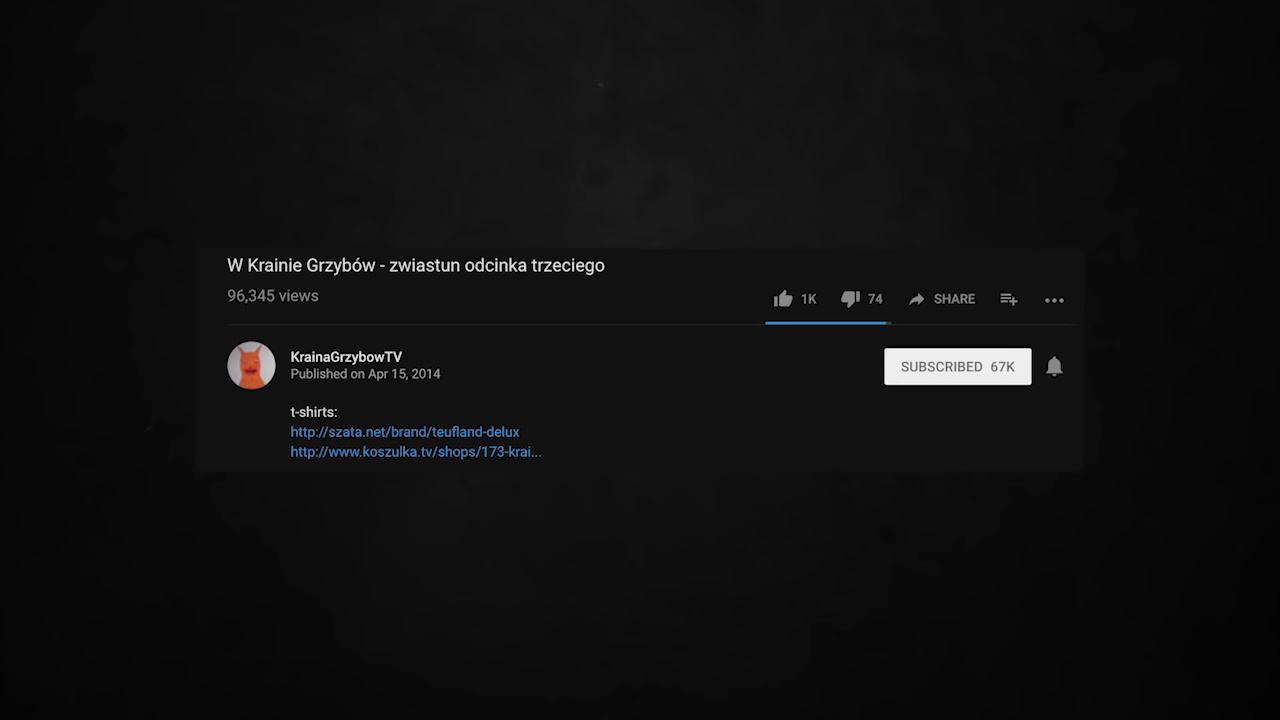 W Krainie Grzybów - zwiastun odcinka trzeciego
96,345 views
1K 74 SHARE
KrainaGrzybowTV
Published on Apr 15, 2014
SUBSCRIBED 67K
t-shirts:
http://szata.net/brand/teufland-delux
http://www.koszulka.tv/shops/173-krai...